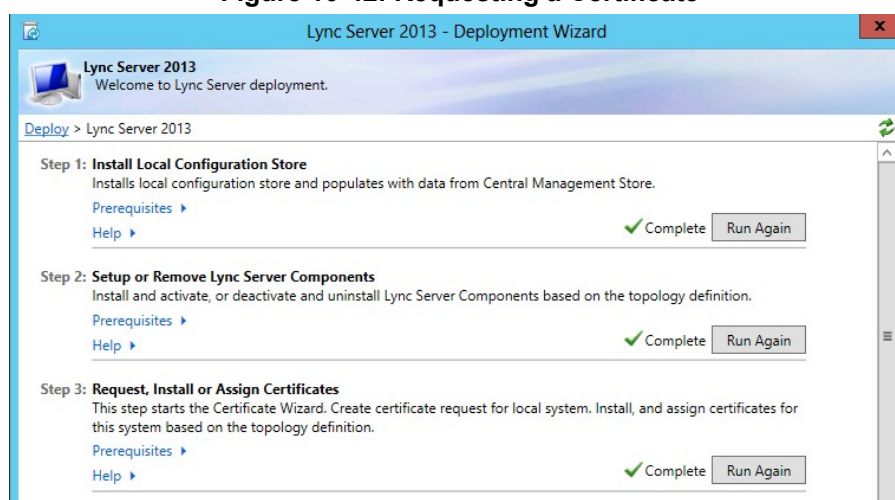 Lync Server 2013 - Deployment Wizard
x
Lync Server 2013
Welcome to Lync Server deployment.
Deploy > Lync Server 2013
Step 1: Install Local Configuration Store
Installs local configuration store and populates with data from Central Management Store.
Prerequisites
Help
Complete Run Again
Step 2: Setup or Remove Lync Server Components
Install and activate, or deactivate and uninstall Lync Server Components based on the topology definition.
Prerequisites
Help
Complete Run Again
Step 3: Request, Install or Assign Certificates
This step starts the Certificate Wizard. Create certificate request for local system. Install, and assign certificates for
this system based on the topology definition.
Prerequisites
Help
Complete Run Again